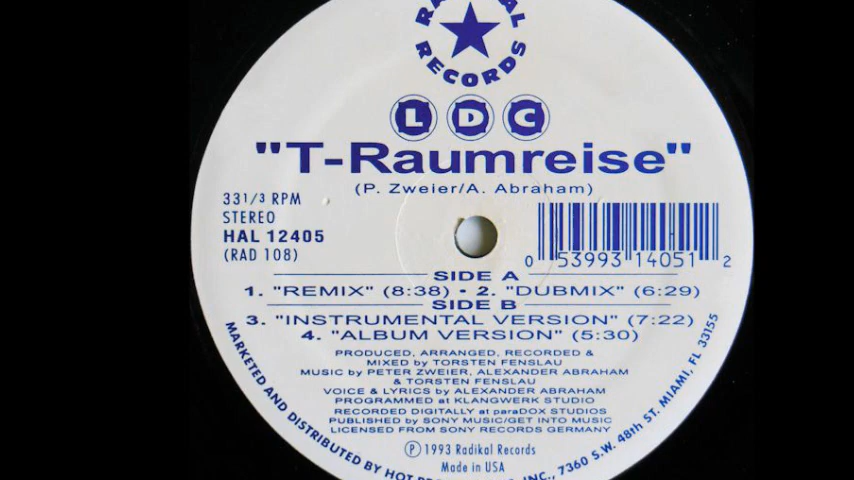 RADIKAL RECORDS
L D C
"T-Raumreise"
(P. Zweier/A. Abraham)
33 1/3 RPM
STEREO
HAL 12405
(RAD 108)
0 53993 14051 2
SIDE A
1. "REMIX" (8:38) • 2. "DUBMIX" (6:29)
SIDE B
3. "INSTRUMENTAL VERSION" (7:22)
4. "ALBUM VERSION" (5:30)
PRODUCED, ARRANGED, RECORDED &
MIXED by TORSTEN FENSLAU
MUSIC by PETER ZWEIER, ALEXANDER ABRAHAM
& TORSTEN FENSLAU
VOICE & LYRICS by ALEXANDER ABRAHAM
PROGRAMMED at KLANGWERK STUDIO
RECORDED DIGITALLY at paraDOX STUDIOS
PUBLISHED by SONY MUSIC/GET INTO MUSIC
LICENSED FROM SONY RECORDS GERMANY
Ⓟ 1993 Radikal Records
Made in USA
MARKETED AND DISTRIBUTED BY HOT INC., 7360 S.W. 48th ST. MIAMI, FL 33155